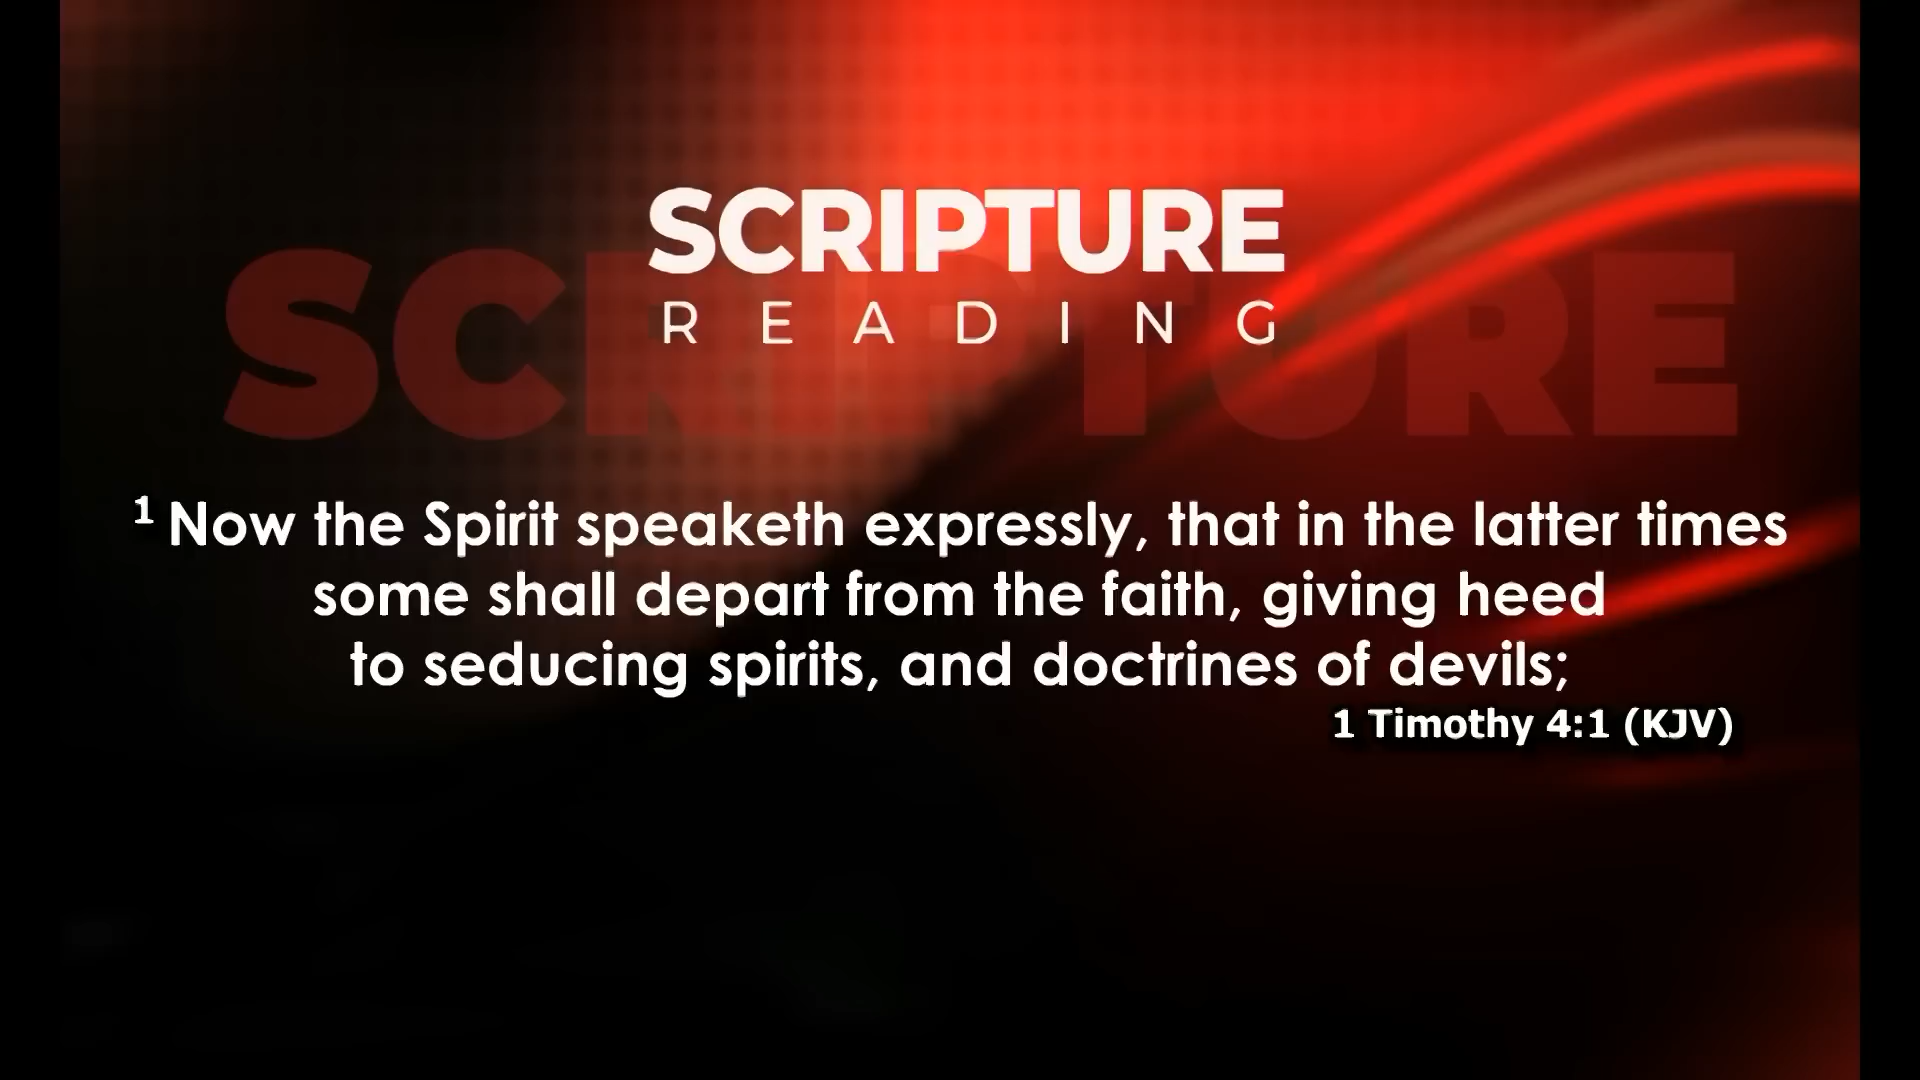 SCRIPTURE
SCRIPTURE
READING
1 Now the Spirit speaketh expressly, that in the latter times
some shall depart from the faith, giving heed
to seducing spirits, and doctrines of devils;
1 Timothy 4:1 (KJV)